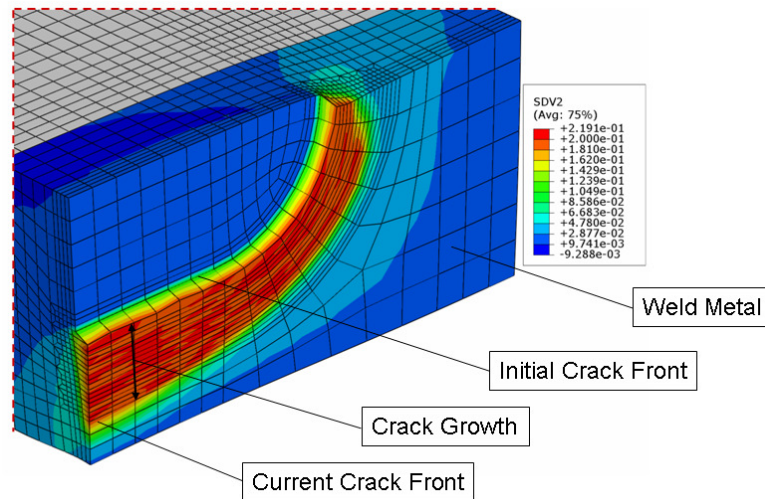 SDV2
(Avg: 75%)
+2.191e-01
+2.000e-01
+1.810e-01
+1.620e-01
+1.429e-01
+1.239e-01
+1.049e-01
+8.586e-02
+6.683e-02
+4.780e-02
+2.877e-02
+9.741e-03
-9.288e-03
Weld Metal
Initial Crack Front
Crack Growth
Current Crack Front